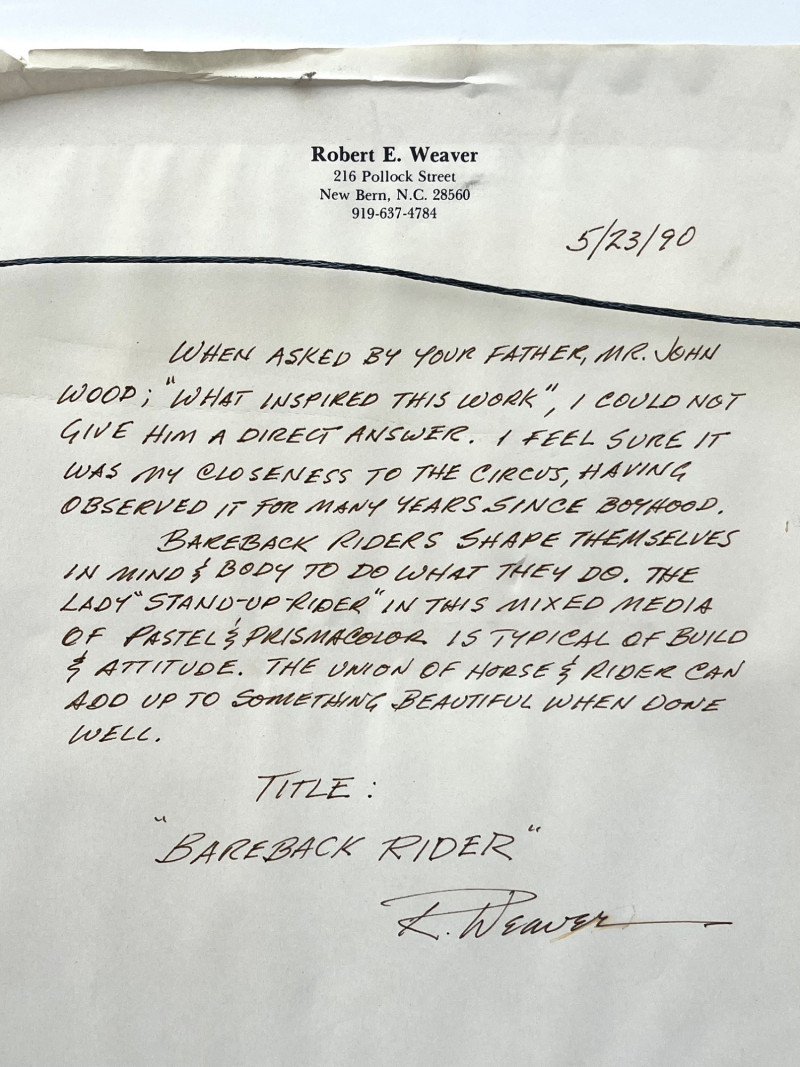 Robert E. Weaver
216 Pollock Street
New Bern, N.C. 28560
919-637-4784
5/23/90
WHEN ASKED BY YOUR FATHER, MR. JOHN
WOOD; "WHAT INSPIRED THIS WORK", I COULD NOT
GIVE HIM A DIRECT ANSWER. I FEEL SURE IT
WAS MY CLOSENESS TO THE CIRCUS, HAVING
OBSERVED IT FOR MANY YEARS SINCE BOYHOOD.
BAREBACK RIDERS SHAPE THEMSELVES
IN MIND & BODY TO DO WHAT THEY DO. THE
LADY "STAND-UP-RIDER" IN THIS MIXED MEDIA
OF PASTEL & PRISMACOLOR IS TYPICAL OF BUILD
& ATTITUDE. THE UNION OF HORSE & RIDER CAN
ADD UP TO SOMETHING BEAUTIFUL WHEN DONE
WELL.
TITLE:
"BAREBACK RIDER"
R. Weaver